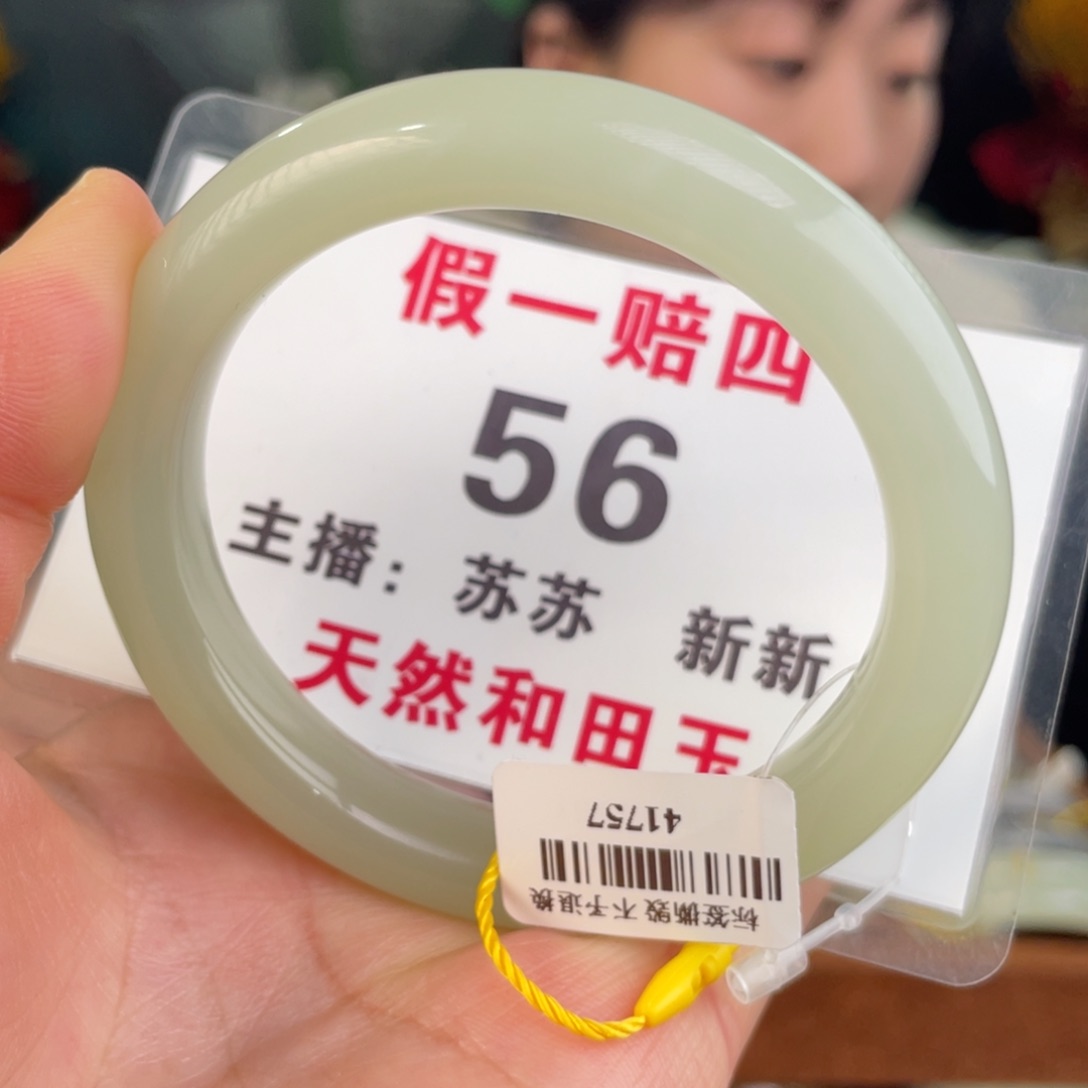 假一赔四
56
主播：苏苏 新新
天然和田玉
41757
标签撕毁 不予退换